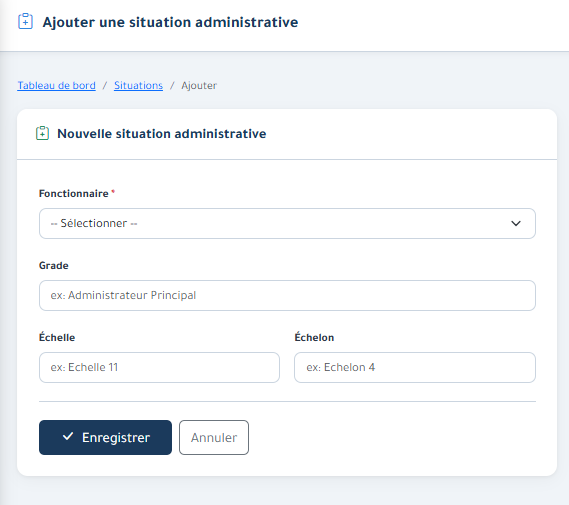 Ajouter une situation administrative
Tableau de bord / Situations / Ajouter
Nouvelle situation administrative
Fonctionnaire *
-- Sélectionner --
Grade
ex: Administrateur Principal
Échelle
Échelon
ex: Echelle 11
ex: Echelon 4
Enregistrer
Annuler